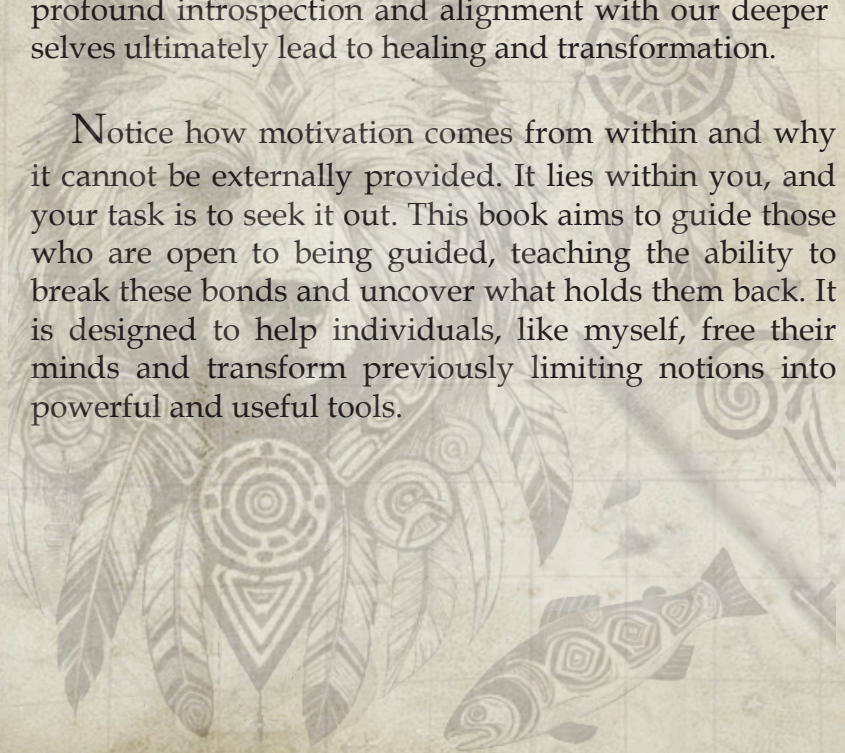 profound introspection and alignment with our deeper
selves ultimately lead to healing and transformation.
Notice how motivation comes from within and why
it cannot be externally provided. It lies within you, and
your task is to seek it out. This book aims to guide those
who are open to being guided, teaching the ability to
break these bonds and uncover what holds them back. It
is designed to help individuals, like myself, free their
minds and transform previously limiting notions into
powerful and useful tools.